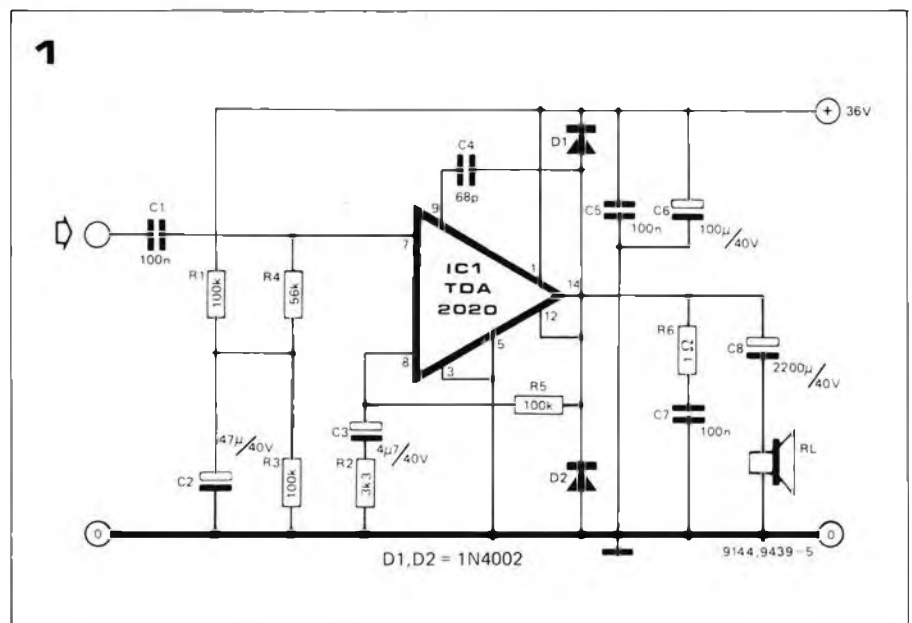 1
+ 36V
C4
68p
D1
C5
100n
C6
100µ/40V
C1
100n
R1
100k
R4
56k
9
7
IC1
TDA
2020
1
14
12
5
8
3
R5
100k
R6
1 Ω
C8
2200µ/40V
47µ/40V
C2
R3
100k
C3
4µ7/40V
R2
3k3
D2
C7
100n
RL
0
0
D1,D2 = 1N4002
9144,9439-5